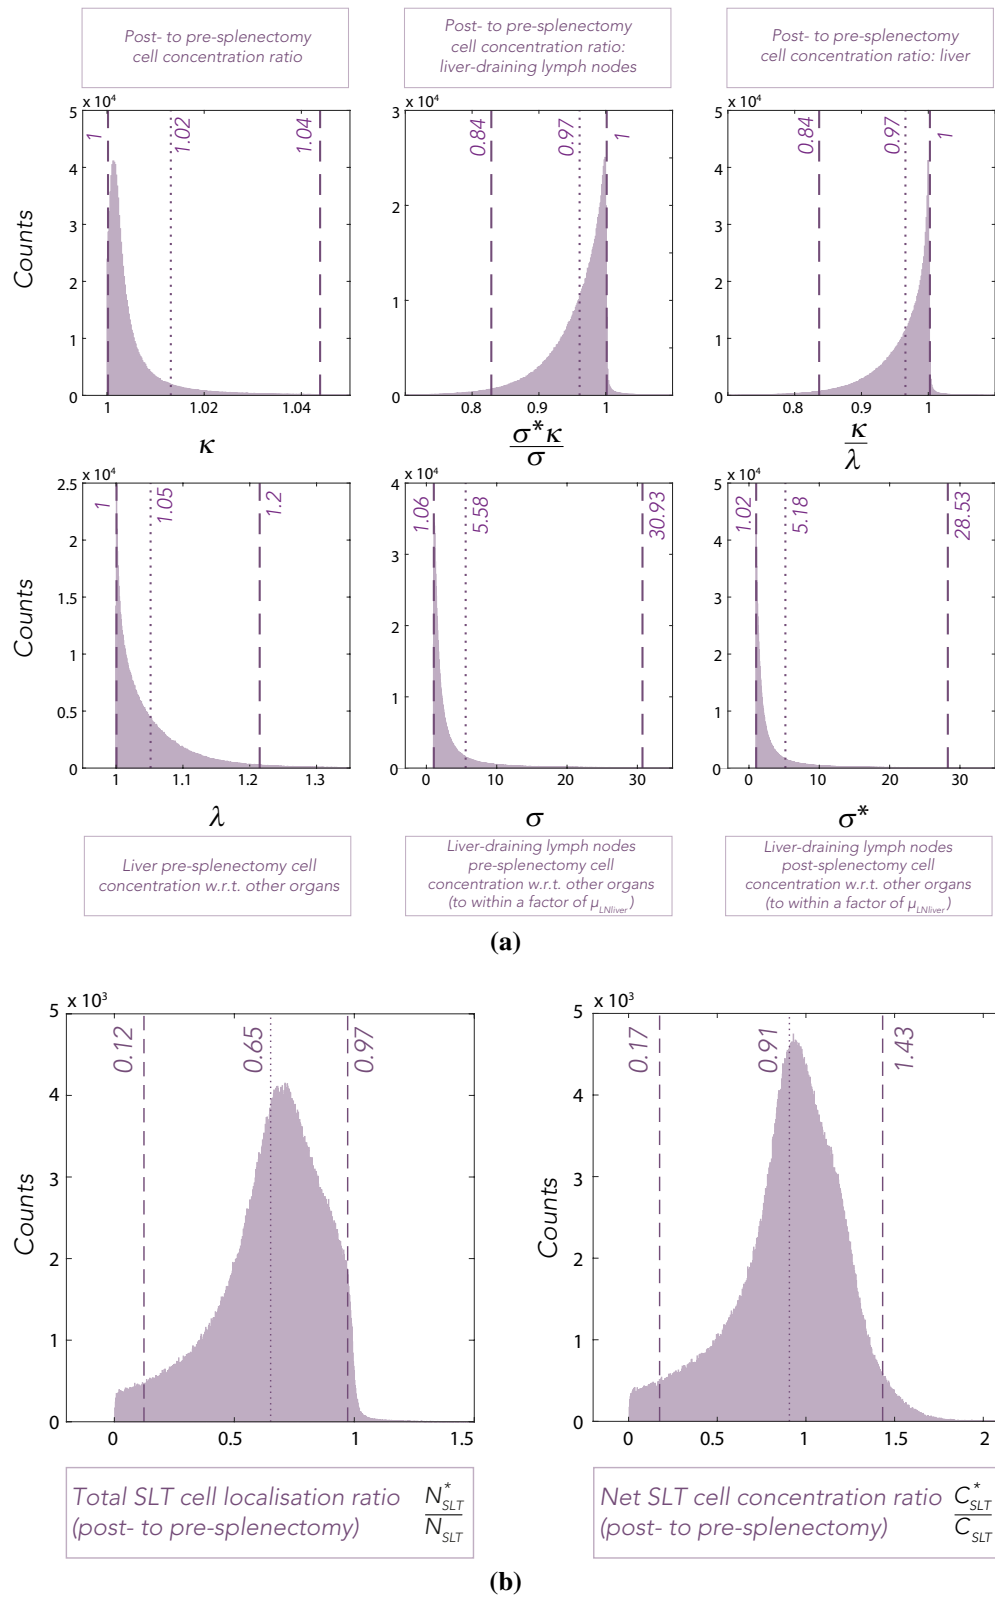 Post- to pre-splenectomy
cell concentration ratio
Post- to pre-splenectomy
cell concentration ratio:
liver-draining lymph nodes
Post- to pre-splenectomy
cell concentration ratio: liver
x 10⁴
5
4
3
2
1
0
Counts
1
1.02
1.04
1
1.02
1.04
κ
x 10⁴
3
2
1
0
0.84
0.97
1
0.8
0.9
1
σ*κ
σ
x 10⁴
5
4
3
2
1
0
0.84
0.97
1
0.8
0.9
1
κ
λ
x 10⁴
2.5
2
1.5
1
0.5
0
Counts
1
1.05
1.2
1
1.1
1.2
1.3
λ
x 10⁴
4
3
2
1
0
1.06
5.58
30.93
0
10
20
30
σ
x 10⁴
5
4
3
2
1
0
1.02
5.18
28.53
0
10
20
30
σ*
Liver pre-splenectomy cell
concentration w.r.t. other organs
Liver-draining lymph nodes
pre-splenectomy cell
concentration w.r.t. other organs
(to within a factor of μLNliver)
Liver-draining lymph nodes
post-splenectomy cell
concentration w.r.t. other organs
(to within a factor of μLNliver)
(a)
x 10³
5
4
3
2
1
0
Counts
0.12
0.65
0.97
0
0.5
1
1.5
x 10³
5
4
3
2
1
0
Counts
0.17
0.91
1.43
0
0.5
1
1.5
2
Total SLT cell localisation ratio
(post- to pre-splenectomy)
N*SLT
NSLT
Net SLT cell concentration ratio
(post- to pre-splenectomy)
C*SLT
CSLT
(b)